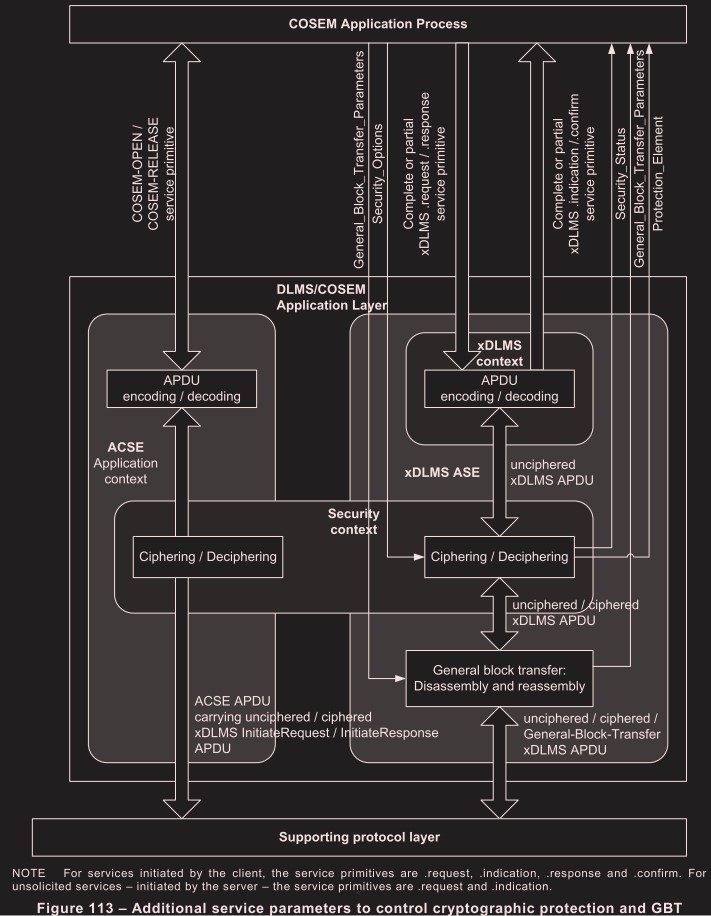 COSEM Application Process
COSEM-OPEN /
COSEM-RELEASE
service primitive
General_Block_Transfer_Parameters
Security_Options
Complete or partial
xDLMS .request / .response
service primitive
Complete or partial
xDLMS .indication /.confirm
service primitive
Security_Status
General_Block_Transfer_Parameters
Protection_Element
DLMS/COSEM
Application Layer
xDLMS
context
APDU
encoding / decoding
APDU
encoding / decoding
ACSE
Application
context
xDLMS ASE
unciphered
xDLMS APDU
Security
context
Ciphering / Deciphering
Ciphering / Deciphering
unciphered / ciphered
xDLMS APDU
General block transfer:
Disassembly and reassembly
ACSE APDU
carrying unciphered / ciphered
xDLMS InitiateRequest / InitiateResponse
APDU
unciphered / ciphered /
General-Block-Transfer
xDLMS APDU
Supporting protocol layer
NOTE For services initiated by the client, the service primitives are .request, .indication, .response and .confirm. For
unsolicited services – initiated by the server – the service primitives are .request and .indication.
Figure 113 – Additional service parameters to control cryptographic protection and GBT